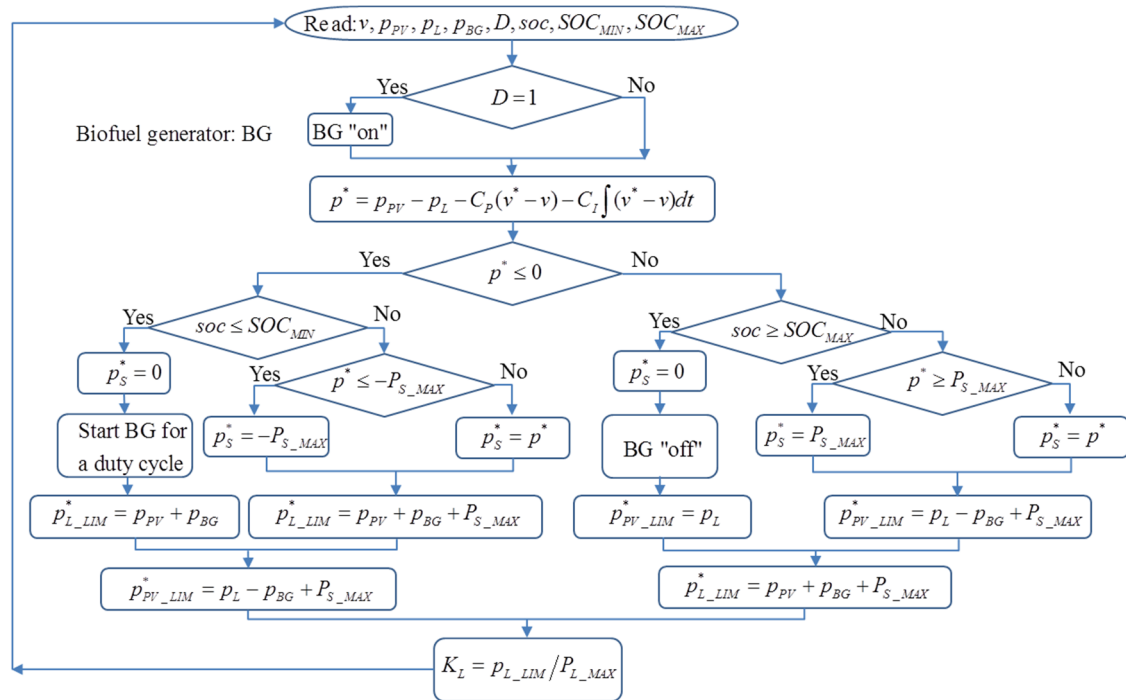 Read: v, p_PV, p_L, p_BG, D, soc, SOC_MIN, SOC_MAX
Yes
D = 1
No
Biofuel generator: BG
BG "on"
p* = p_PV − p_L − C_P(v* − v) − C_I∫(v* − v)dt
Yes
p* ≤ 0
No
Yes
soc ≤ SOC_MIN
No
Yes
soc ≥ SOC_MAX
No
p*_S = 0
Yes
p* ≤ −P_S_MAX
No
p*_S = 0
Yes
p* ≥ P_S_MAX
No
Start BG for
a duty cycle
p*_S = −P_S_MAX
p*_S = p*
BG "off"
p*_S = P_S_MAX
p*_S = p*
p*_L_LIM = p_PV + p_BG
p*_L_LIM = p_PV + p_BG + P_S_MAX
p*_PV_LIM = p_L
p*_PV_LIM = p_L − p_BG + P_S_MAX
p*_PV_LIM = p_L − p_BG + P_S_MAX
p*_L_LIM = p_PV + p_BG + P_S_MAX
K_L = p_L_LIM/P_L_MAX